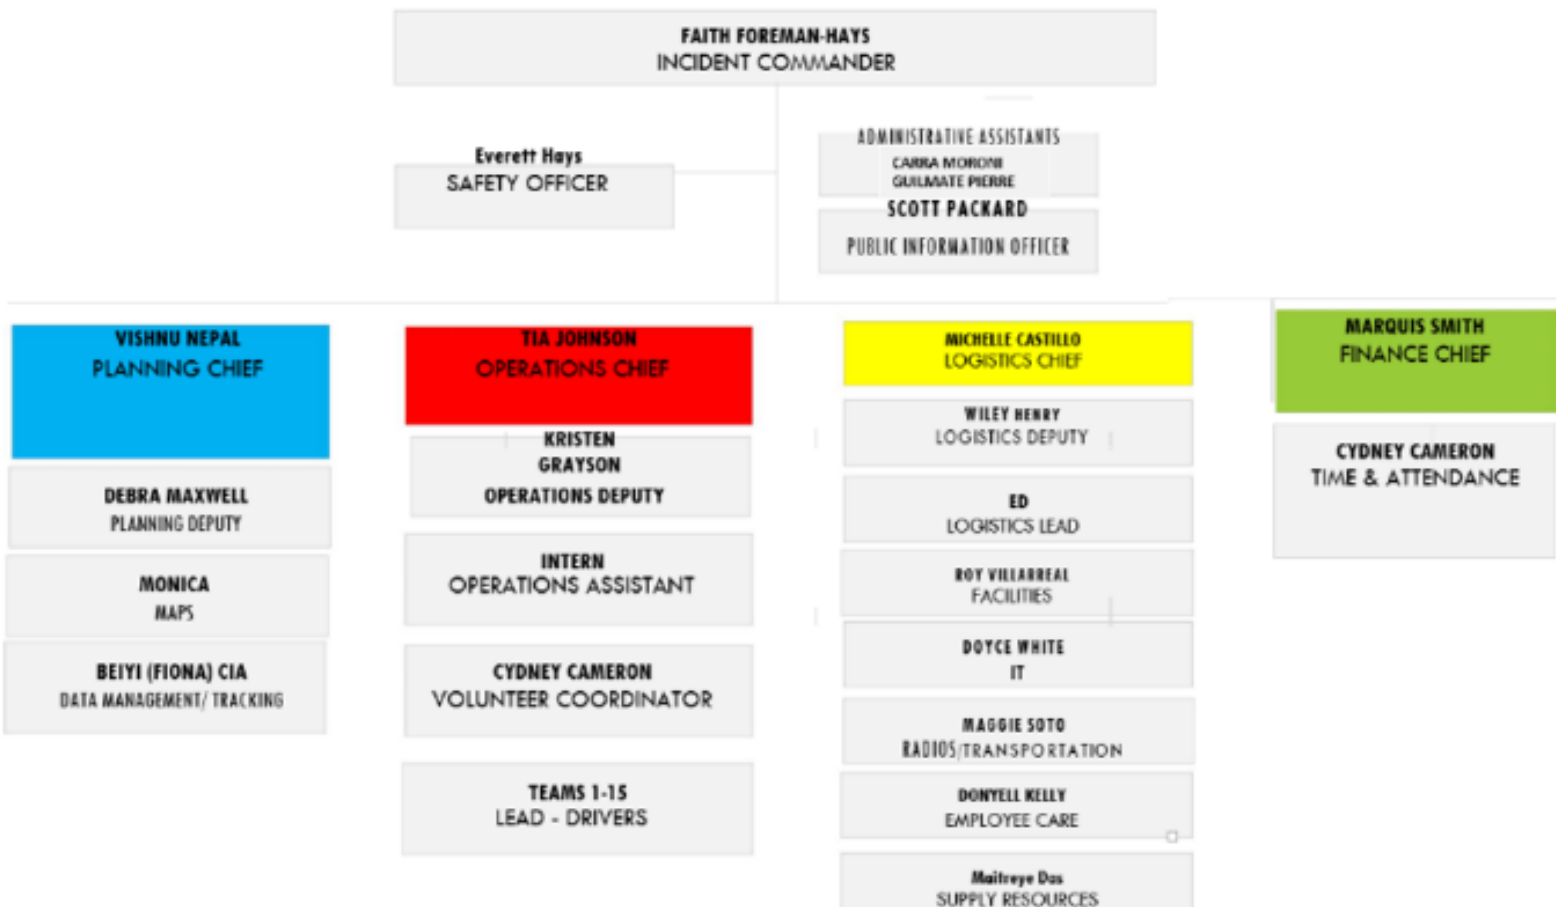 FAITH FOREMAN-HAYS
INCIDENT COMMANDER
Everett Hays
SAFETY OFFICER
ADMINISTRATIVE ASSISTANTS
CARRA MORONI
GUILMATE PIERRE
SCOTT PACKARD
PUBLIC INFORMATION OFFICER
VISHNU NEPAL
PLANNING CHIEF
DEBRA MAXWELL
PLANNING DEPUTY
MONICA
MAPS
BEIYI (FIONA) CIA
DATA MANAGEMENT/ TRACKING
TIA JOHNSON
OPERATIONS CHIEF
KRISTEN
GRAYSON
OPERATIONS DEPUTY
INTERN
OPERATIONS ASSISTANT
CYDNEY CAMERON
VOLUNTEER COORDINATOR
TEAMS 1-15
LEAD - DRIVERS
MICHELLE CASTILLO
LOGISTICS CHIEF
WILEY HENRY
LOGISTICS DEPUTY
ED
LOGISTICS LEAD
ROY VILLARREAL
FACILITIES
DOYCE WHITE
IT
MAGGIE SOTO
RADIOS/TRANSPORTATION
DONYELL KELLY
EMPLOYEE CARE
Maitreye Das
SUPPLY RESOURCES
MARQUIS SMITH
FINANCE CHIEF
CYDNEY CAMERON
TIME & ATTENDANCE